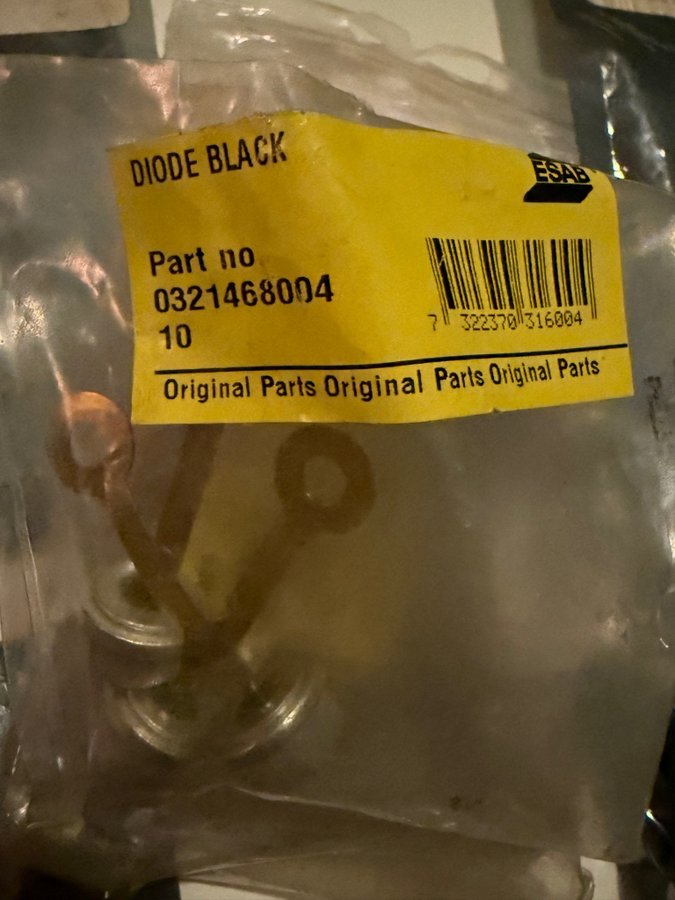 DIODE BLACK
ESAB
Part no
0321468004
10
7 322370 316004
Original Parts Original Parts Original Parts